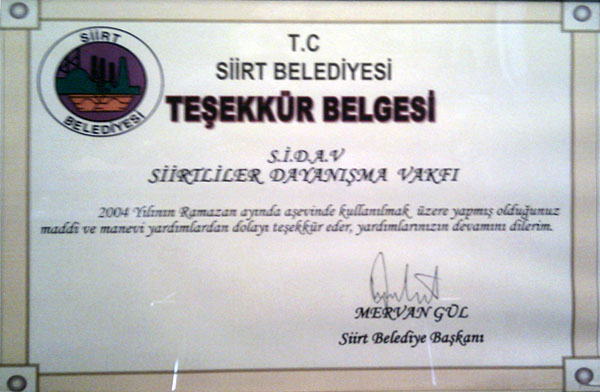 SİİRT
BELEDİYESİ
T.C
SİİRT BELEDİYESİ
TEŞEKKÜR BELGESİ
S.İ.D.A.V
SİİRTLİLER DAYANIŞMA VAKFI
2004 Yılının Ramazan ayında aşevinde kullanılmak üzere yapmış olduğunuz
maddi ve manevi yardımlardan dolayı teşekkür eder, yardımlarınızın devamını dilerim.
MERVAN GÜL
Siirt Belediye Başkanı